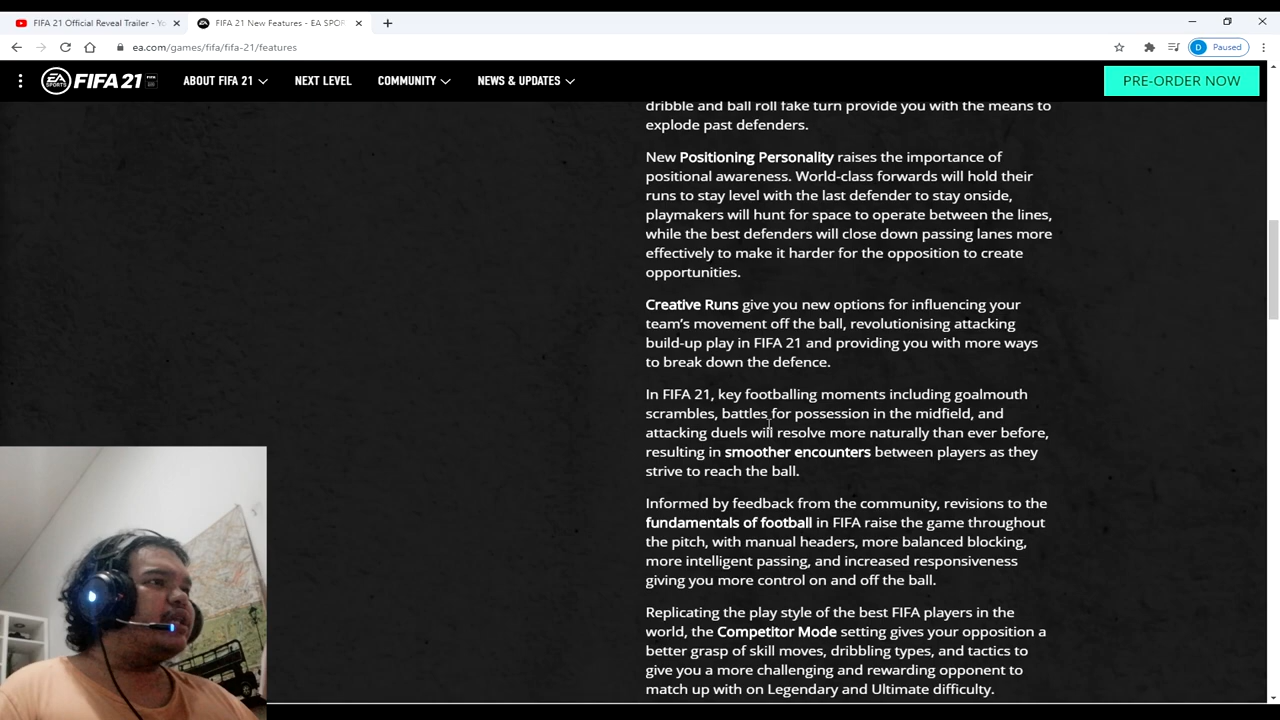 FIFA 21 Official Reveal Trailer - Yo
FIFA 21 New Features - EA SPOR
ea.com/games/fifa/fifa-21/features
D Paused
EA SPORTS FIFA 21
ABOUT FIFA 21
NEXT LEVEL
COMMUNITY
NEWS & UPDATES
PRE-ORDER NOW
dribble and ball roll fake turn provide you with the means to
explode past defenders.
New Positioning Personality raises the importance of
positional awareness. World-class forwards will hold their
runs to stay level with the last defender to stay onside,
playmakers will hunt for space to operate between the lines,
while the best defenders will close down passing lanes more
effectively to make it harder for the opposition to create
opportunities.
Creative Runs give you new options for influencing your
team’s movement off the ball, revolutionising attacking
build-up play in FIFA 21 and providing you with more ways
to break down the defence.
In FIFA 21, key footballing moments including goalmouth
scrambles, battles for possession in the midfield, and
attacking duels will resolve more naturally than ever before,
resulting in smoother encounters between players as they
strive to reach the ball.
Informed by feedback from the community, revisions to the
fundamentals of football in FIFA raise the game throughout
the pitch, with manual headers, more balanced blocking,
more intelligent passing, and increased responsiveness
giving you more control on and off the ball.
Replicating the play style of the best FIFA players in the
world, the Competitor Mode setting gives your opposition a
better grasp of skill moves, dribbling types, and tactics to
give you a more challenging and rewarding opponent to
match up with on Legendary and Ultimate difficulty.